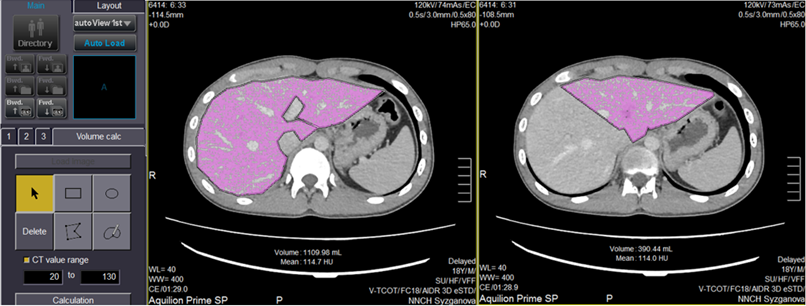 Main
Layout
Directory
autoView 1st
Auto Load
Bwd.
Fwd.
Bwd.
Fwd.
Bwd.
Fwd.
A
1 2 3 Volume calc
Delete
CT value range
20 to 130
Calculation
6414: 6:33
-114.5mm
+0.0D
120kV/74mAs/EC
0.5s/3.0mm/0.5x80
HP65.0
R
Volume : 1109.98 mL
Mean : 114.7 HU
WL= 40
WW= 400
CE/01:29.0
Aquilion Prime SP
P
Delayed
18Y/M/
SU/HF/VFF
V-TCOT/FC18/AIDR 3D eSTD/
NNCH Syzganova
6414: 6:31
-108.5mm
+0.0D
120kV/73mAs/EC
0.5s/3.0mm/0.5x80
HP65.0
R
Volume : 390.44 mL
Mean : 114.0 HU
WL= 40
WW= 400
CE/01:28.9
Aquilion Prime SP
P
Delayed
18Y/M/
SU/HF/VFF
V-TCOT/FC18/AIDR 3D eSTD/
NNCH Syzganova